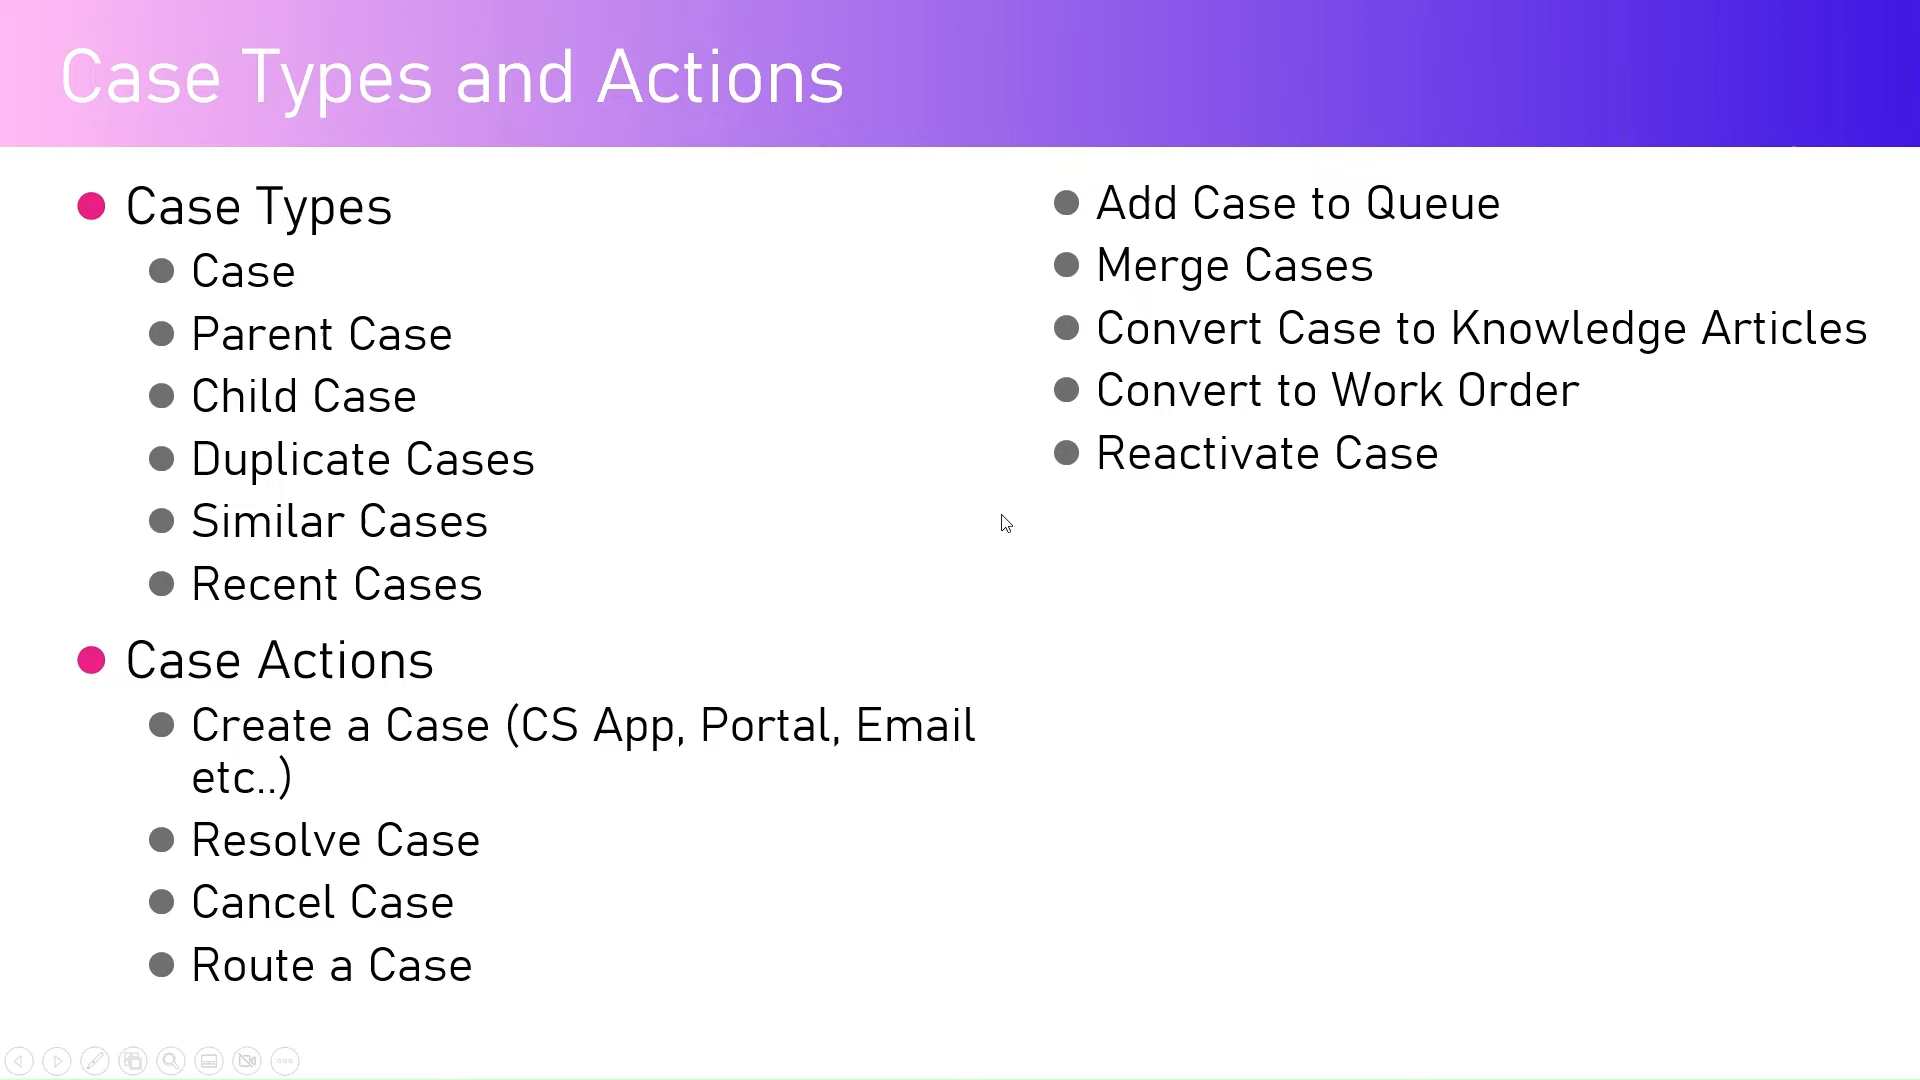 Case Types and Actions
Case Types
Case
Parent Case
Child Case
Duplicate Cases
Similar Cases
Recent Cases
Case Actions
Create a Case (CS App, Portal, Email
etc..)
Resolve Case
Cancel Case
Route a Case
Add Case to Queue
Merge Cases
Convert Case to Knowledge Articles
Convert to Work Order
Reactivate Case